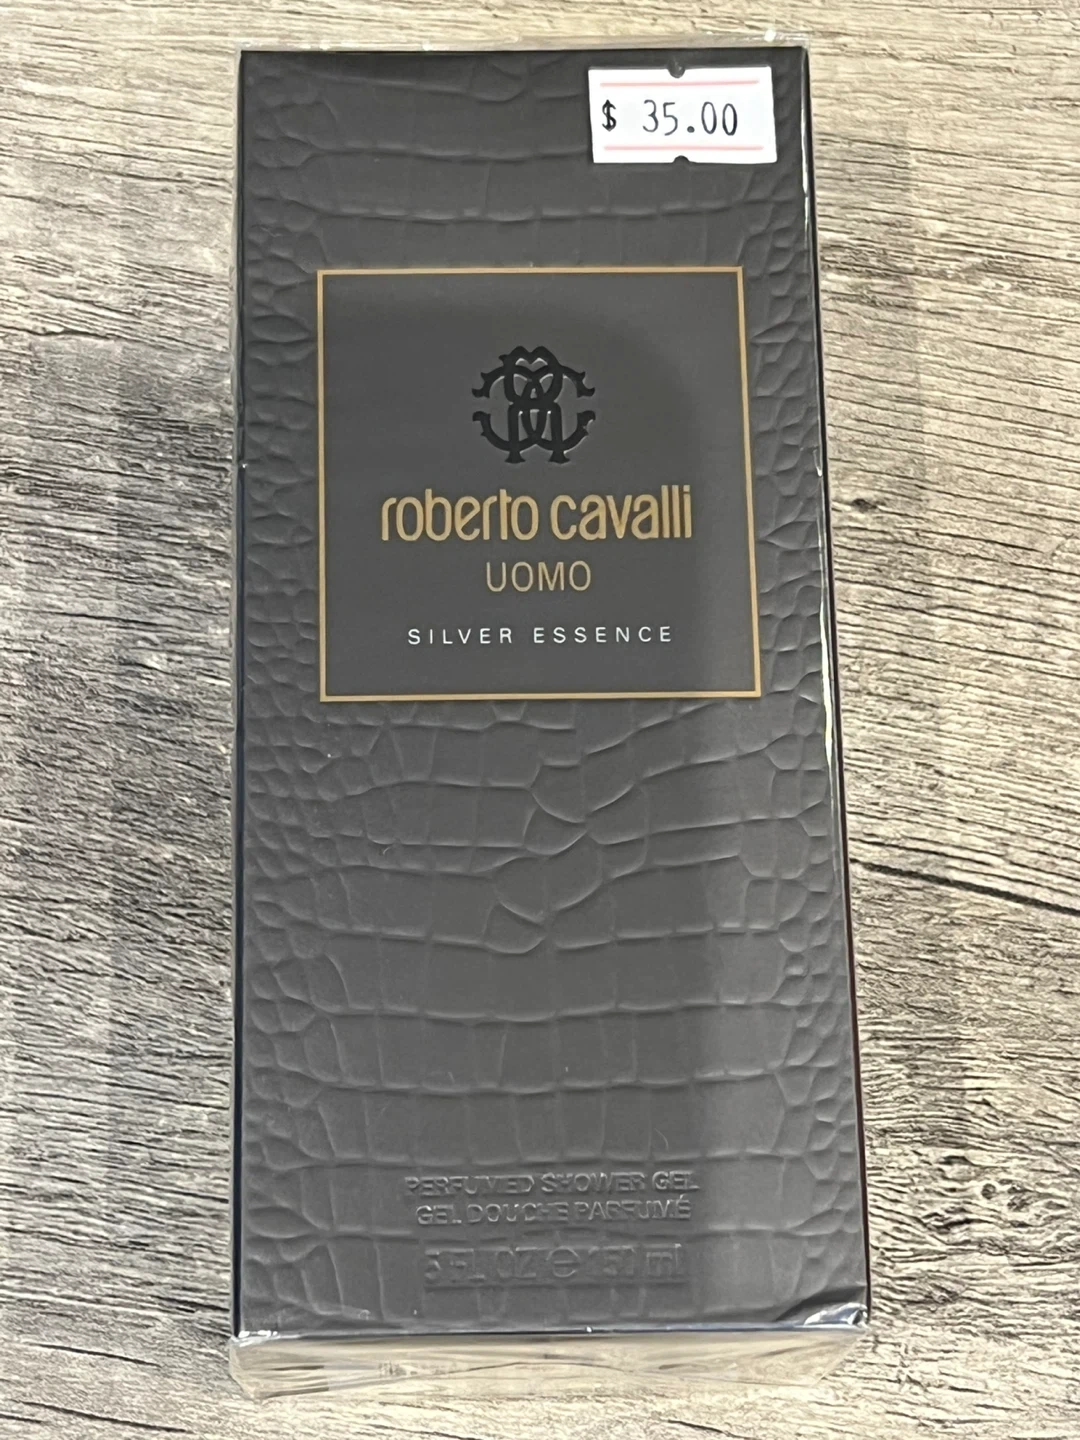 $ 35.00
roberto cavalli
UOMO
SILVER ESSENCE
PERFUMED SHOWER GEL
GEL DOUCHE PARFUMÉ
5 FL OZ e 150 ml